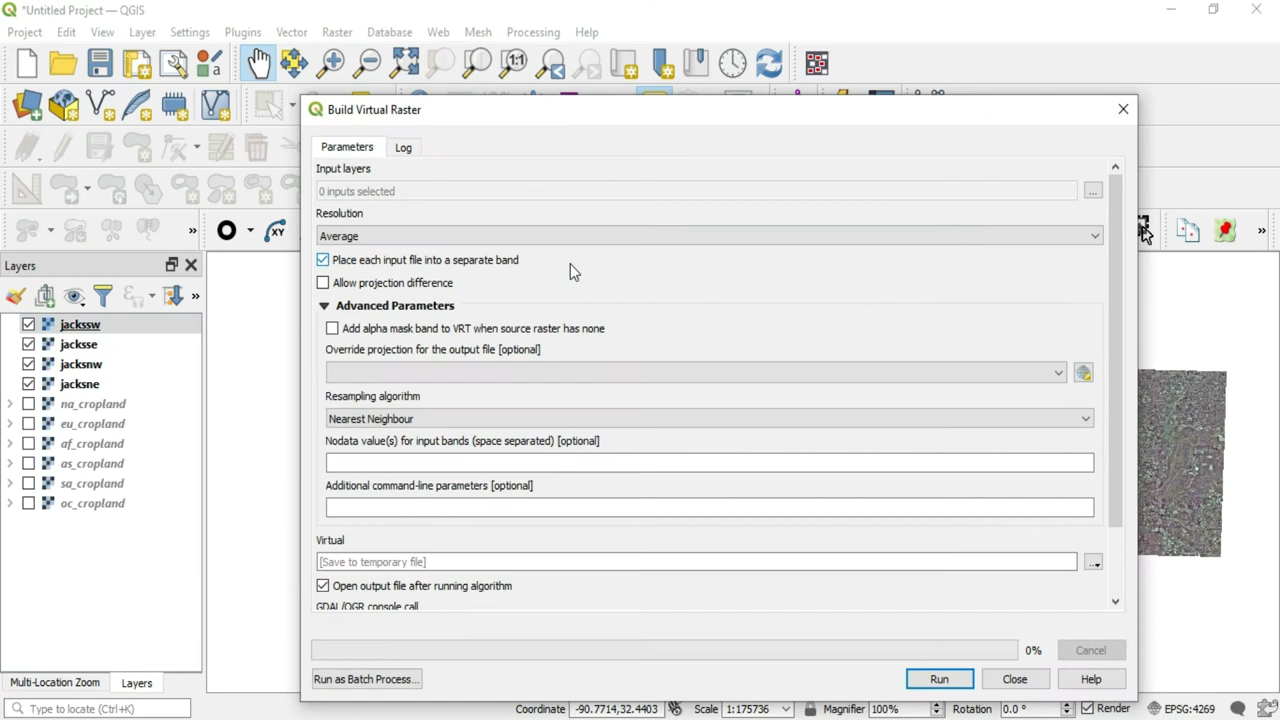 *Untitled Project — QGIS
Project Edit View Layer Settings Plugins Vector Raster Database Web Mesh Processing Help
Build Virtual Raster
Parameters Log
Input layers
0 inputs selected
...
Resolution
Average
Place each input file into a separate band
Allow projection difference
Advanced Parameters
Add alpha mask band to VRT when source raster has none
Override projection for the output file [optional]
Resampling algorithm
Nearest Neighbour
Nodata value(s) for input bands (space separated) [optional]
Additional command-line parameters [optional]
Virtual
[Save to temporary file]
...
Open output file after running algorithm
GDAL/OGR console call
0% Cancel
Run as Batch Process... Run Close Help
Layers
jackssw
jacksse
jacksnw
jacksne
na_cropland
eu_cropland
af_cropland
as_cropland
sa_cropland
oc_cropland
Multi-Location Zoom Layers
Type to locate (Ctrl+K) Coordinate -90.7714,32.4403 Scale 1:175736 Magnifier 100% Rotation 0.0 ° Render EPSG:4269